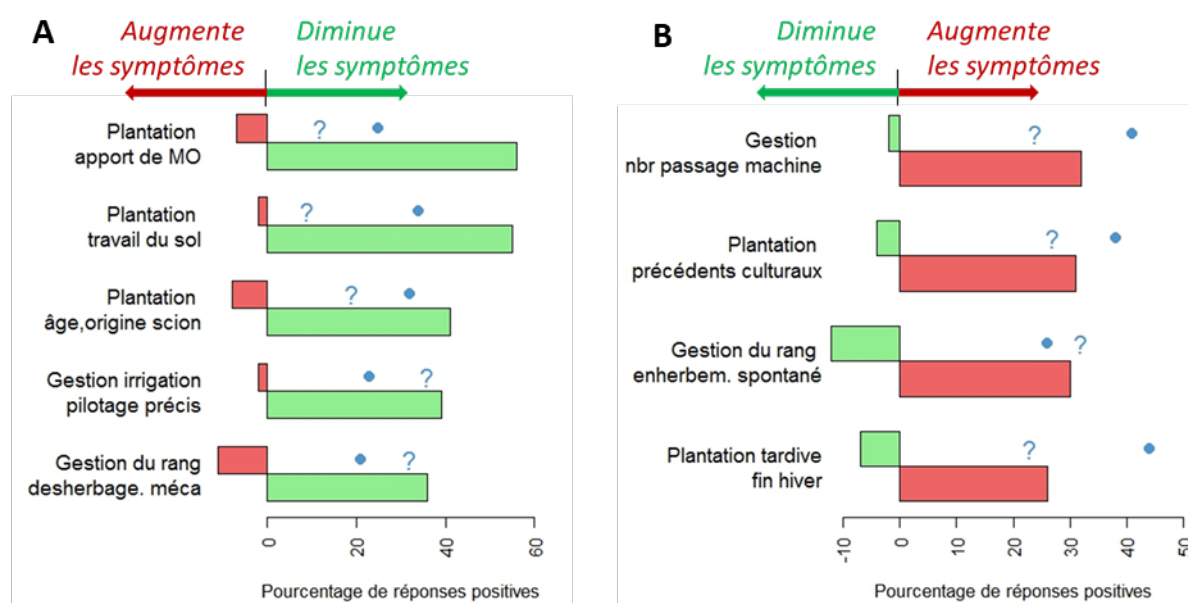 A
Augmente
les symptômes
Diminue
les symptômes
Plantation
apport de MO
?
Plantation
travail du sol
?
Plantation
âge,origine scion
?
Gestion irrigation
pilotage précis
?
Gestion du rang
desherbage. méca
?
0 20 40 60
Pourcentage de réponses positives
B
Diminue
les symptômes
Augmente
les symptômes
Gestion
nbr passage machine
?
Plantation
précédents culturaux
?
Gestion du rang
enherbem. spontané
?
Plantation tardive
fin hiver
?
-10 0 10 20 30 40 50
Pourcentage de réponses positives